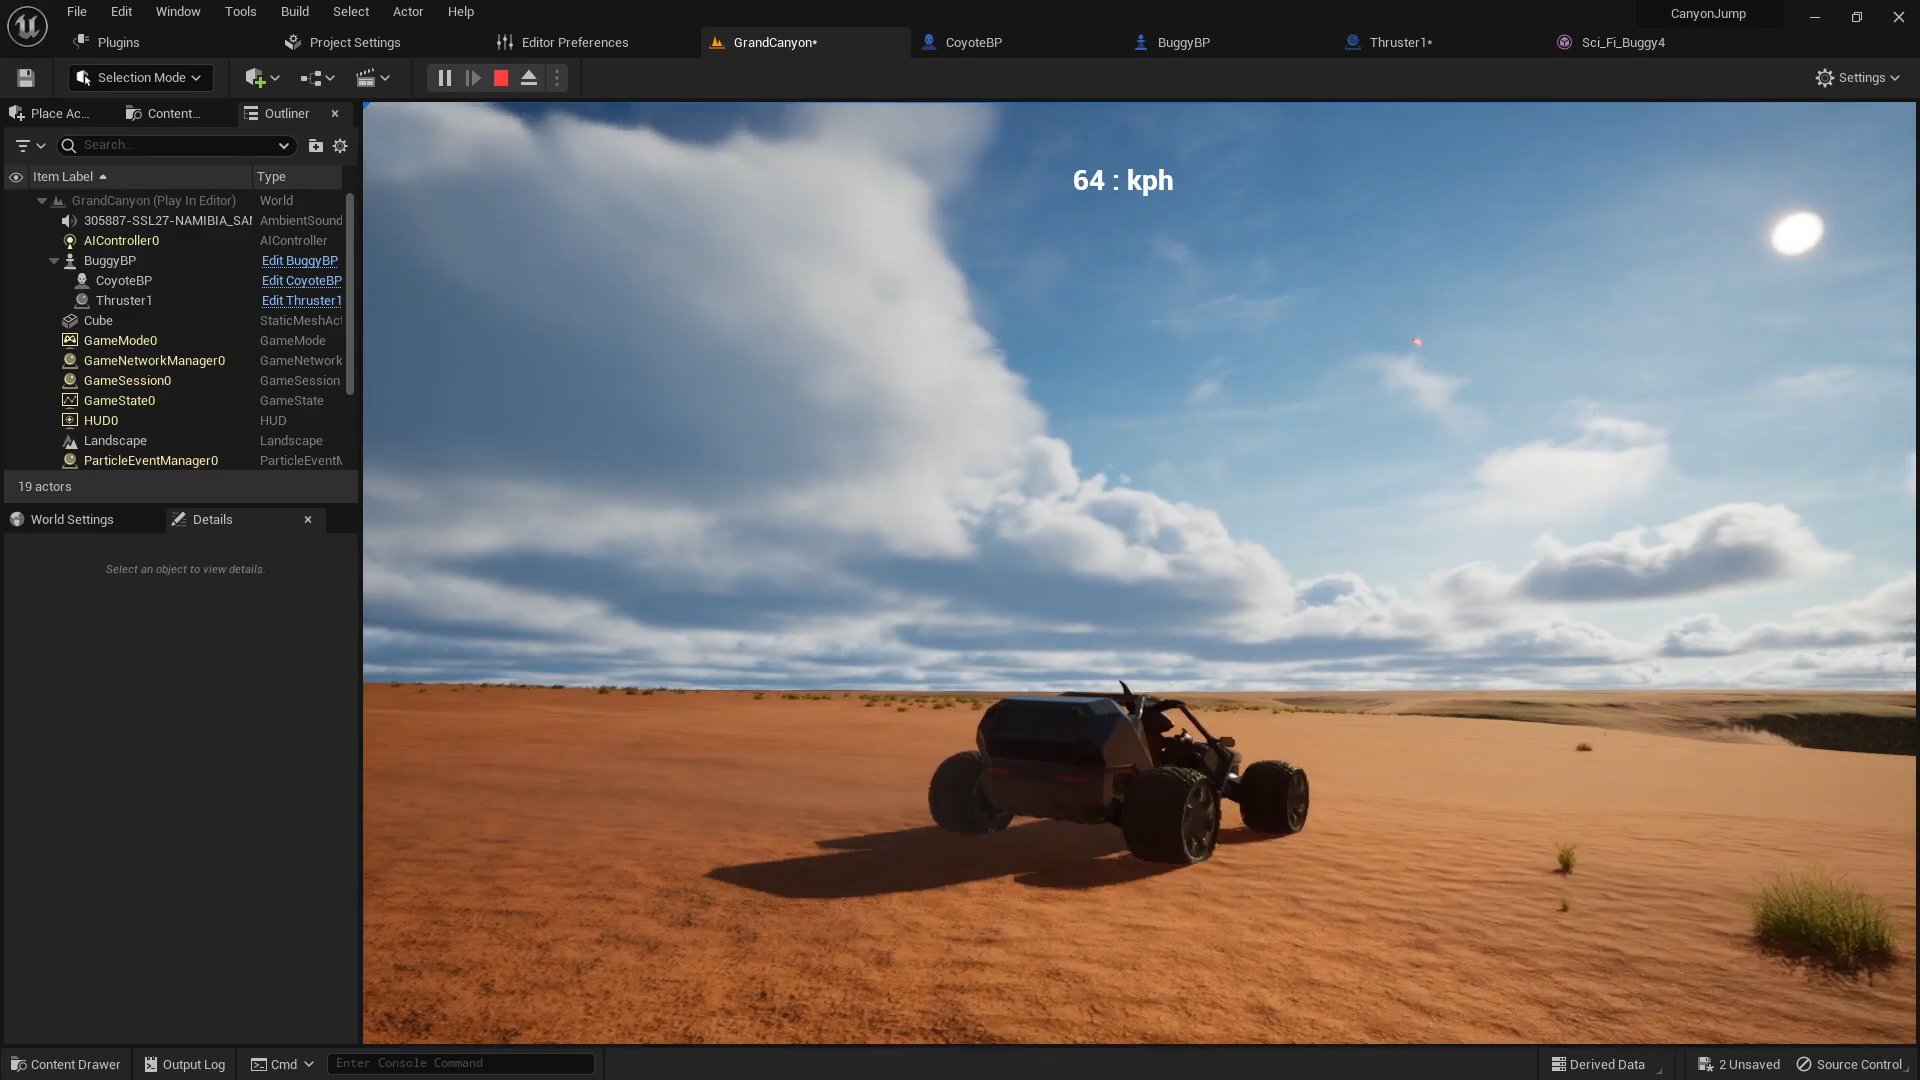 File Edit Window Tools Build Select Actor Help
CanyonJump
Plugins
Project Settings
Editor Preferences
GrandCanyon*
CoyoteBP
BuggyBP
Thruster1*
Sci_Fi_Buggy4
Selection Mode
Settings
Place Ac...
Content...
Outliner
Search...
Item Label Type
GrandCanyon (Play In Editor) World
305887-SSL27-NAMIBIA_SAN AmbientSound
AIController0 AIController
BuggyBP Edit BuggyBP
CoyoteBP Edit CoyoteBP
Thruster1 Edit Thruster1
Cube StaticMeshAct
GameMode0 GameMode
GameNetworkManager0 GameNetwork
GameSession0 GameSession
GameState0 GameState
HUD0 HUD
Landscape Landscape
ParticleEventManager0 ParticleEventM
19 actors
World Settings
Details
Select an object to view details.
64 : kph
Content Drawer
Output Log
Cmd
Enter Console Command
Derived Data
2 Unsaved
Source Control